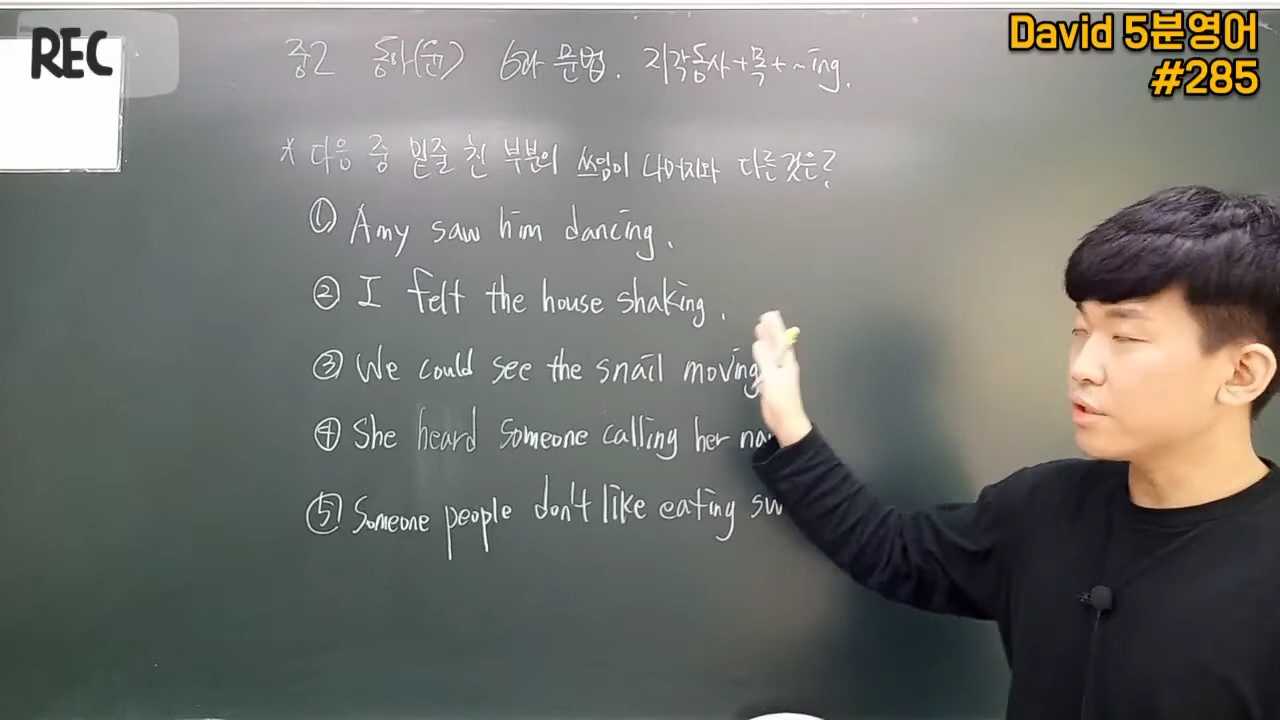 REC
David 5분영어
#285
중2 동아(윤) 6과 문법. 지각동사+목+~ing.
* 다음 중 밑줄 친 부분의 쓰임이 나머지와 다른것은?
① Amy saw him dancing.
② I felt the house shaking.
③ We could see the snail moving
④ She heard someone calling her
⑤ Someone people don't like eating